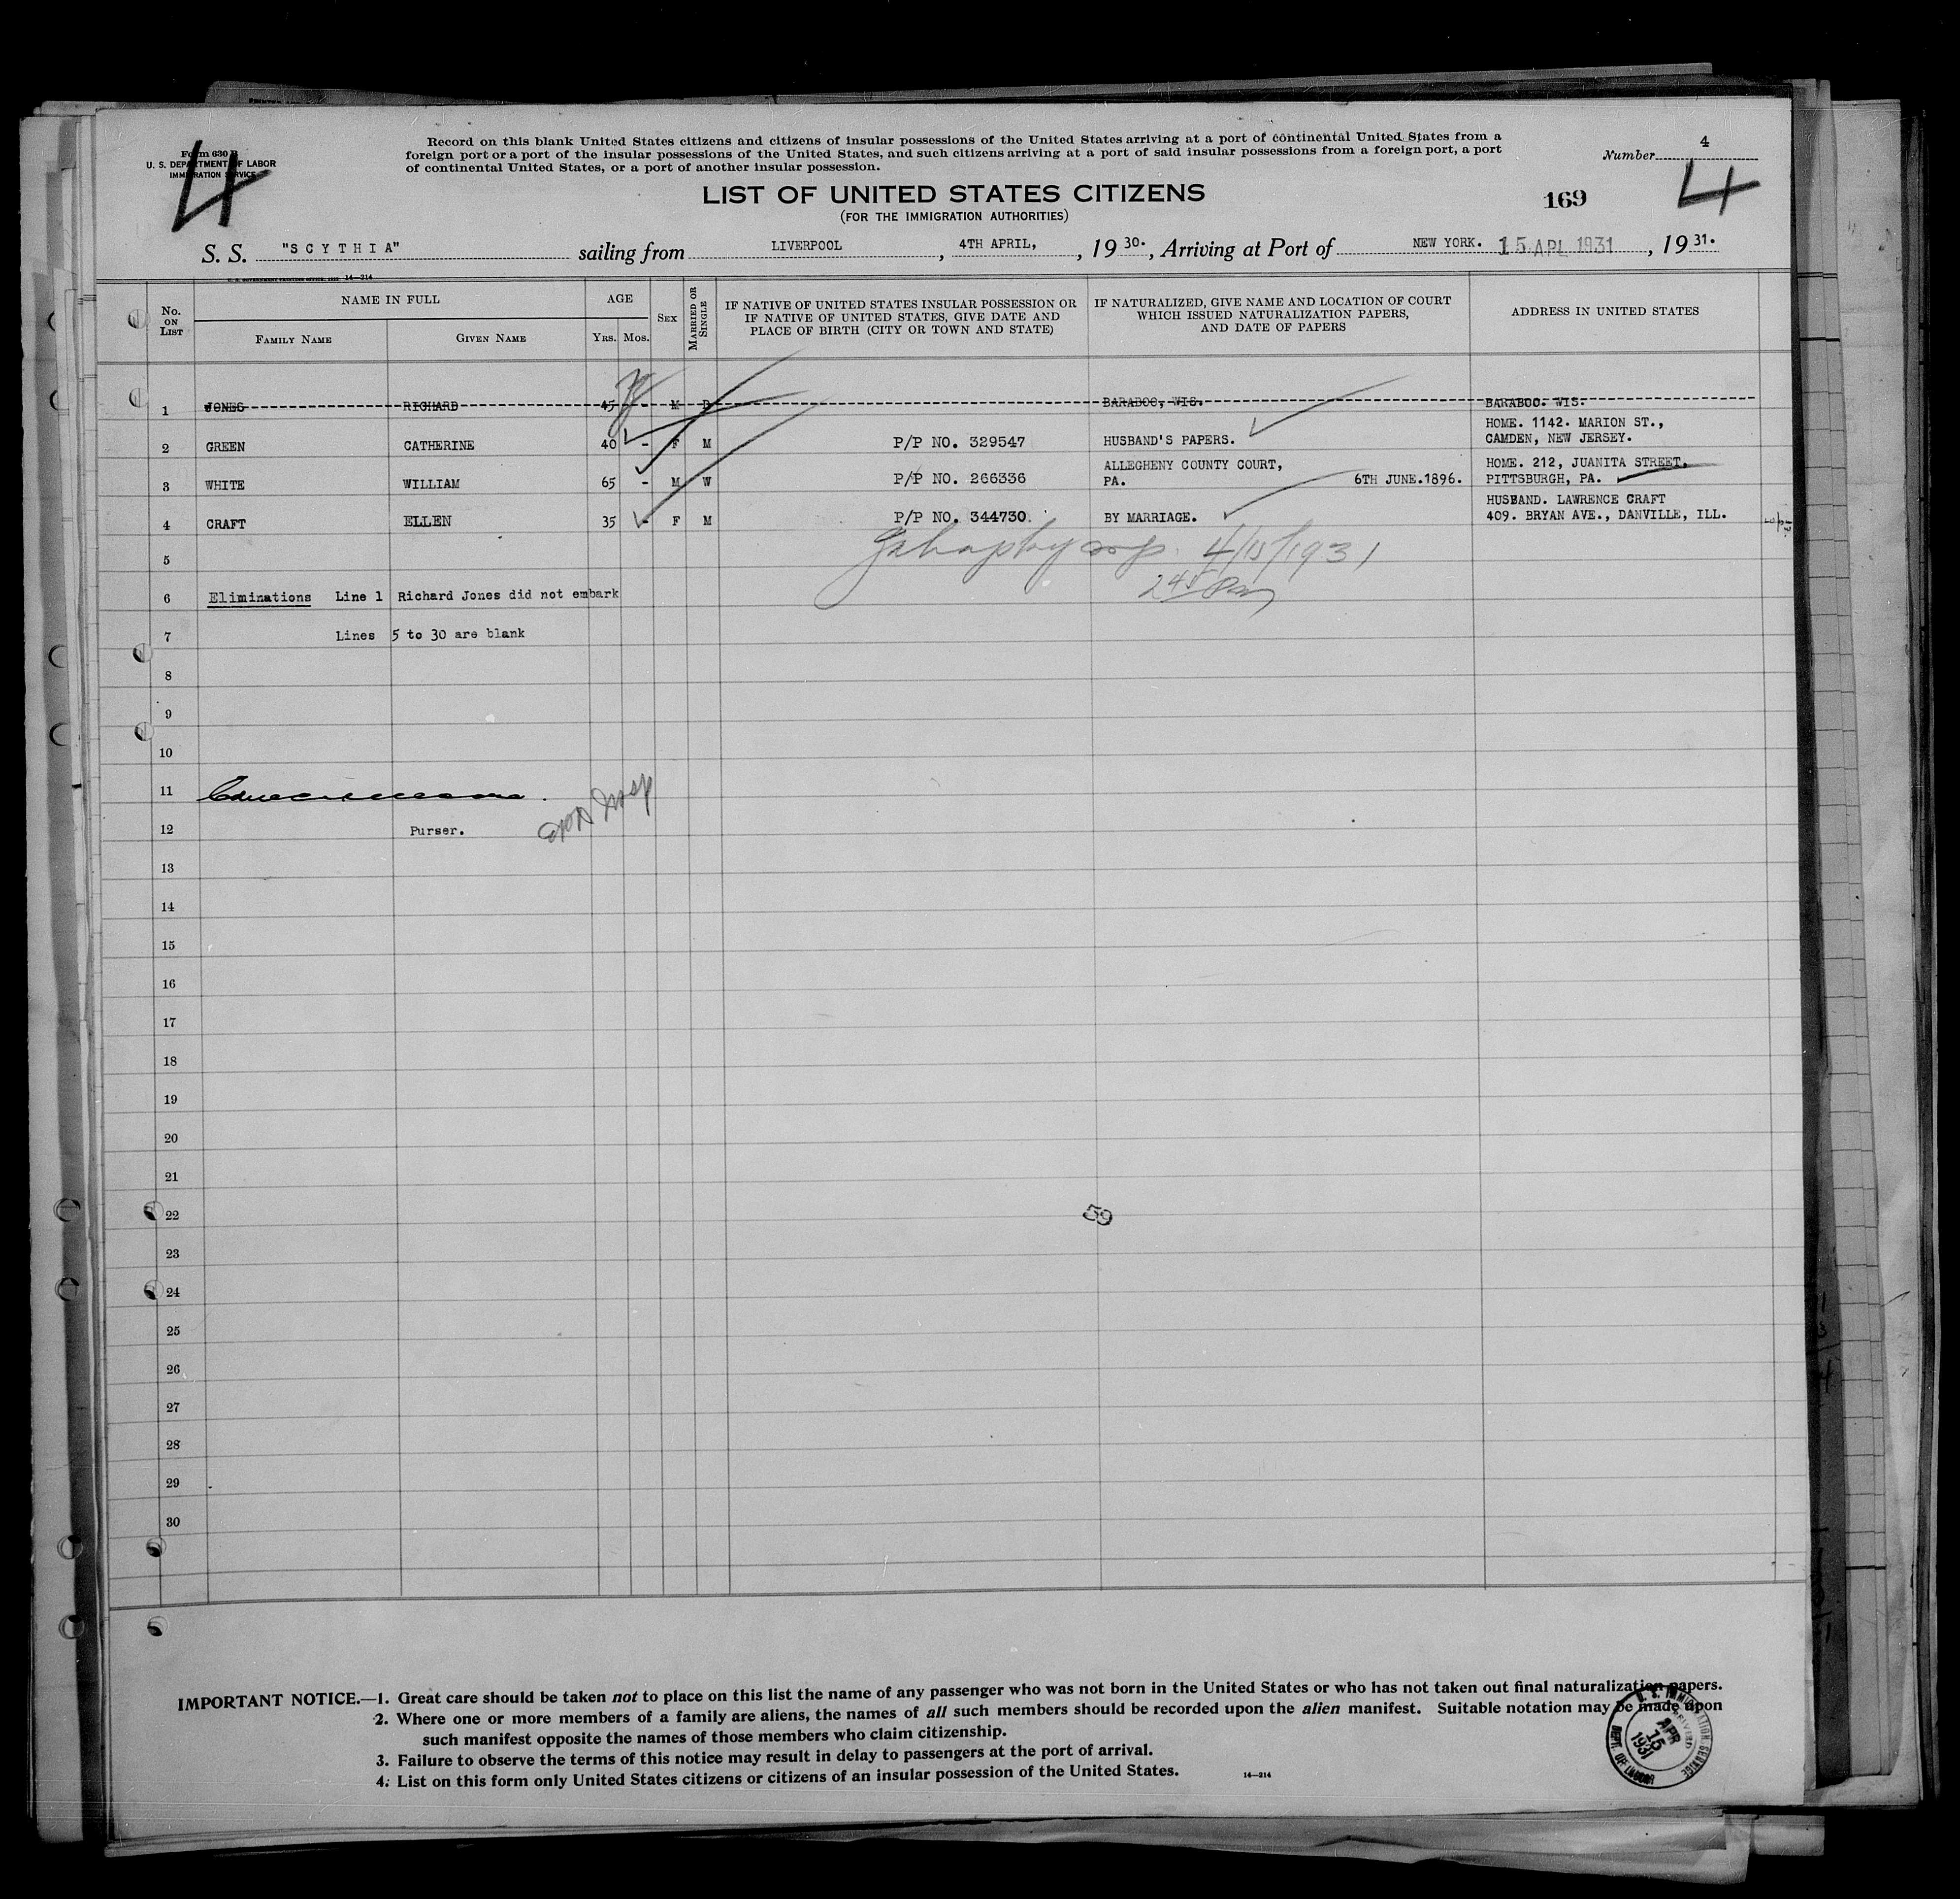 Form 630 B
U. S. DEPARTMENT OF LABOR
IMMIGRATION SERVICE
4
Record on this blank United States citizens and citizens of insular possessions of the United States arriving at a port of continental United States from a
foreign port or a port of the insular possessions of the United States, and such citizens arriving at a port of said insular possessions from a foreign port, a port
of continental United States, or a port of another insular possession.
Number 4
4
LIST OF UNITED STATES CITIZENS
(FOR THE IMMIGRATION AUTHORITIES)
169
S. S. "SCYTHIA" sailing from LIVERPOOL, 4TH APRIL, 1930., Arriving at Port of NEW YORK. 15 APL 1931, 1931.
U. S. GOVERNMENT PRINTING OFFICE 14—214
No. ON LIST
NAME IN FULL
FAMILY NAME GIVEN NAME
AGE
YRS. MOS.
SEX
MARRIED OR SINGLE
IF NATIVE OF UNITED STATES INSULAR POSSESSION OR
IF NATIVE OF UNITED STATES, GIVE DATE AND
PLACE OF BIRTH (CITY OR TOWN AND STATE)
IF NATURALIZED, GIVE NAME AND LOCATION OF COURT
WHICH ISSUED NATURALIZATION PAPERS,
AND DATE OF PAPERS
ADDRESS IN UNITED STATES
1 JONES RICHARD 45 - M D BARABOO, WIS. BARABOO. WIS.
2 GREEN CATHERINE 40 - F M P/P NO. 329547 HUSBAND'S PAPERS. HOME. 1142. MARION ST.,
CAMDEN, NEW JERSEY.
3 WHITE WILLIAM 65 - M W P/P NO. 266336 ALLEGHENY COUNTY COURT,
PA. 6TH JUNE.1896. HOME. 212, JUANITA STREET,
PITTSBURGH, PA.
4 CRAFT ELLEN 35 - F M P/P NO. 344730. BY MARRIAGE. HUSBAND. LAWRENCE CRAFT
409. BRYAN AVE., DANVILLE, ILL.
4/15/1931
5
6 Eliminations Line 1 Richard Jones did not embark
7 Lines 5 to 30 are blank
8
9
10
11
12 Purser.
13
14
15
16
17
18
19
20
21
22
59
23
24
25
26
27
28
29
30
IMPORTANT NOTICE.—1. Great care should be taken not to place on this list the name of any passenger who was not born in the United States or who has not taken out final naturalization papers.
2. Where one or more members of a family are aliens, the names of all such members should be recorded upon the alien manifest. Suitable notation may be made upon
such manifest opposite the names of those members who claim citizenship.
3. Failure to observe the terms of this notice may result in delay to passengers at the port of arrival.
4. List on this form only United States citizens or citizens of an insular possession of the United States.
14—214
U. S. IMMIGRATION SERVICE
ARRIVED
APR
15
1931
DEPT. OF LABOR